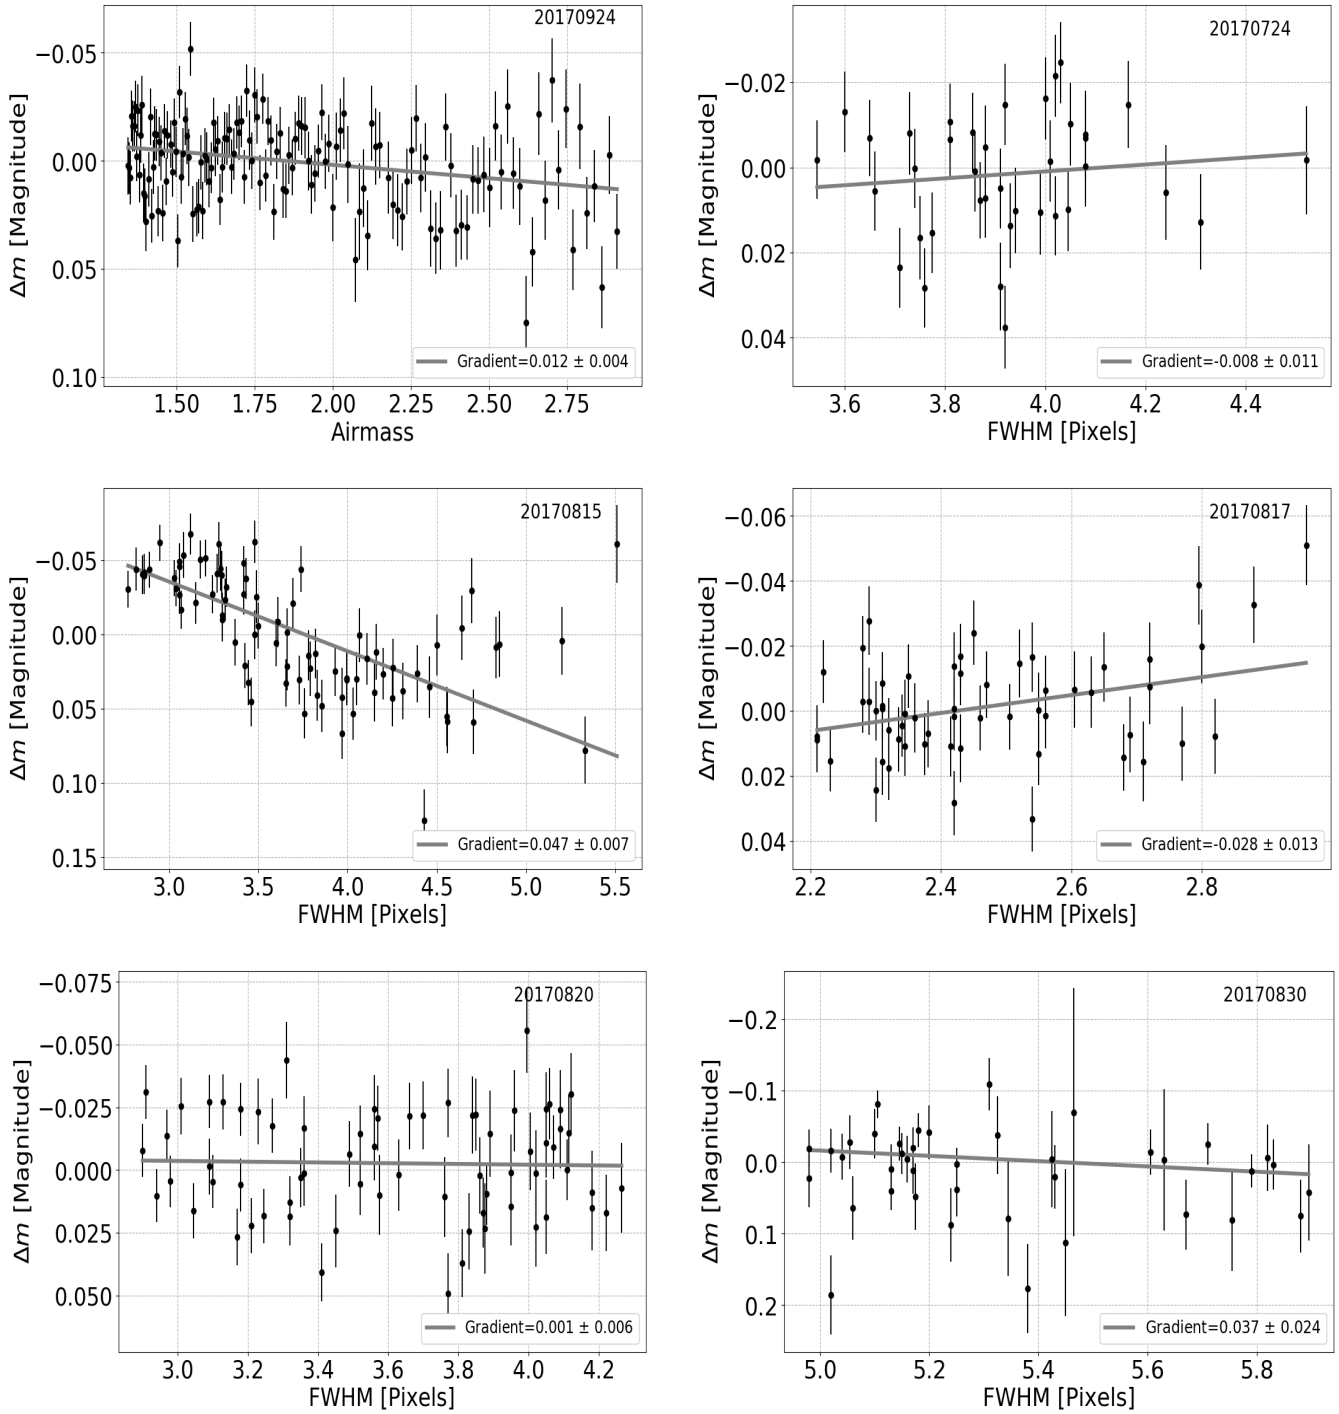 20170924
−0.05
0.00
0.05
0.10
Δm [Magnitude]
Gradient=0.012 ± 0.004
1.50 1.75 2.00 2.25 2.50 2.75
Airmass
20170724
−0.02
0.00
0.02
0.04
Δm [Magnitude]
Gradient=-0.008 ± 0.011
3.6 3.8 4.0 4.2 4.4
FWHM [Pixels]
20170815
−0.05
0.00
0.05
0.10
0.15
Δm [Magnitude]
Gradient=0.047 ± 0.007
3.0 3.5 4.0 4.5 5.0 5.5
FWHM [Pixels]
20170817
−0.06
−0.04
−0.02
0.00
0.02
0.04
Δm [Magnitude]
Gradient=-0.028 ± 0.013
2.2 2.4 2.6 2.8
FWHM [Pixels]
20170820
−0.075
−0.050
−0.025
0.000
0.025
0.050
Δm [Magnitude]
Gradient=0.001 ± 0.006
3.0 3.2 3.4 3.6 3.8 4.0 4.2
FWHM [Pixels]
20170830
−0.2
−0.1
0.0
0.1
0.2
Δm [Magnitude]
Gradient=0.037 ± 0.024
5.0 5.2 5.4 5.6 5.8
FWHM [Pixels]